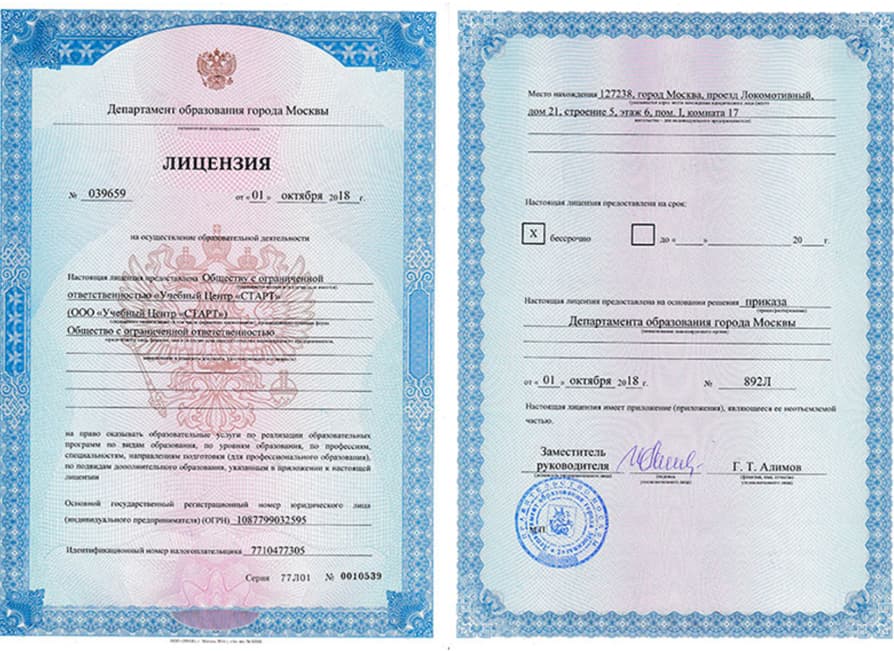 Департамент образования города Москвы
ЛИЦЕНЗИЯ
№ 039659 от «01» октября 2018 г.
на осуществление образовательной деятельности
Настоящая лицензия предоставлена Обществу с ограниченной
ответственностью «Учебный Центр «СТАРТ»
(ООО «Учебный Центр «СТАРТ»)
Общество с ограниченной ответственностью
на право оказывать образовательные услуги по реализации образовательных
программ по видам образования, по уровням образования, по профессиям,
специальностям, направлениям подготовки (для профессионального образования),
по подвидам дополнительного образования, указанным в приложении к настоящей
лицензии
Основной государственный регистрационный номер юридического лица
(индивидуального предпринимателя) (ОГРН) 1087799032595
Идентификационный номер налогоплательщика 7710477305
Серия 77Л01 № 0010539
Место нахождения 127238, город Москва, проезд Локомотивный,
дом 21, строение 5, этаж 6, пом. I, комната 17
Настоящая лицензия предоставлена на срок:
X бессрочно до « » 20 г.
Настоящая лицензия предоставлена на основании решения приказа
Департамента образования города Москвы
от «01» октября 2018 г. № 892Л
Настоящая лицензия имеет приложение (приложения), являющееся ее неотъемлемой
частью.
Заместитель
руководителя
Г. Т. Алимов
М.П.